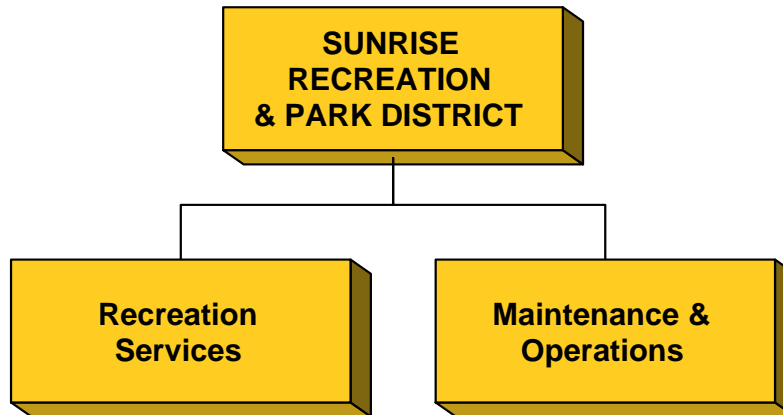 SUNRISE
RECREATION
& PARK DISTRICT
Recreation
Services
Maintenance &
Operations